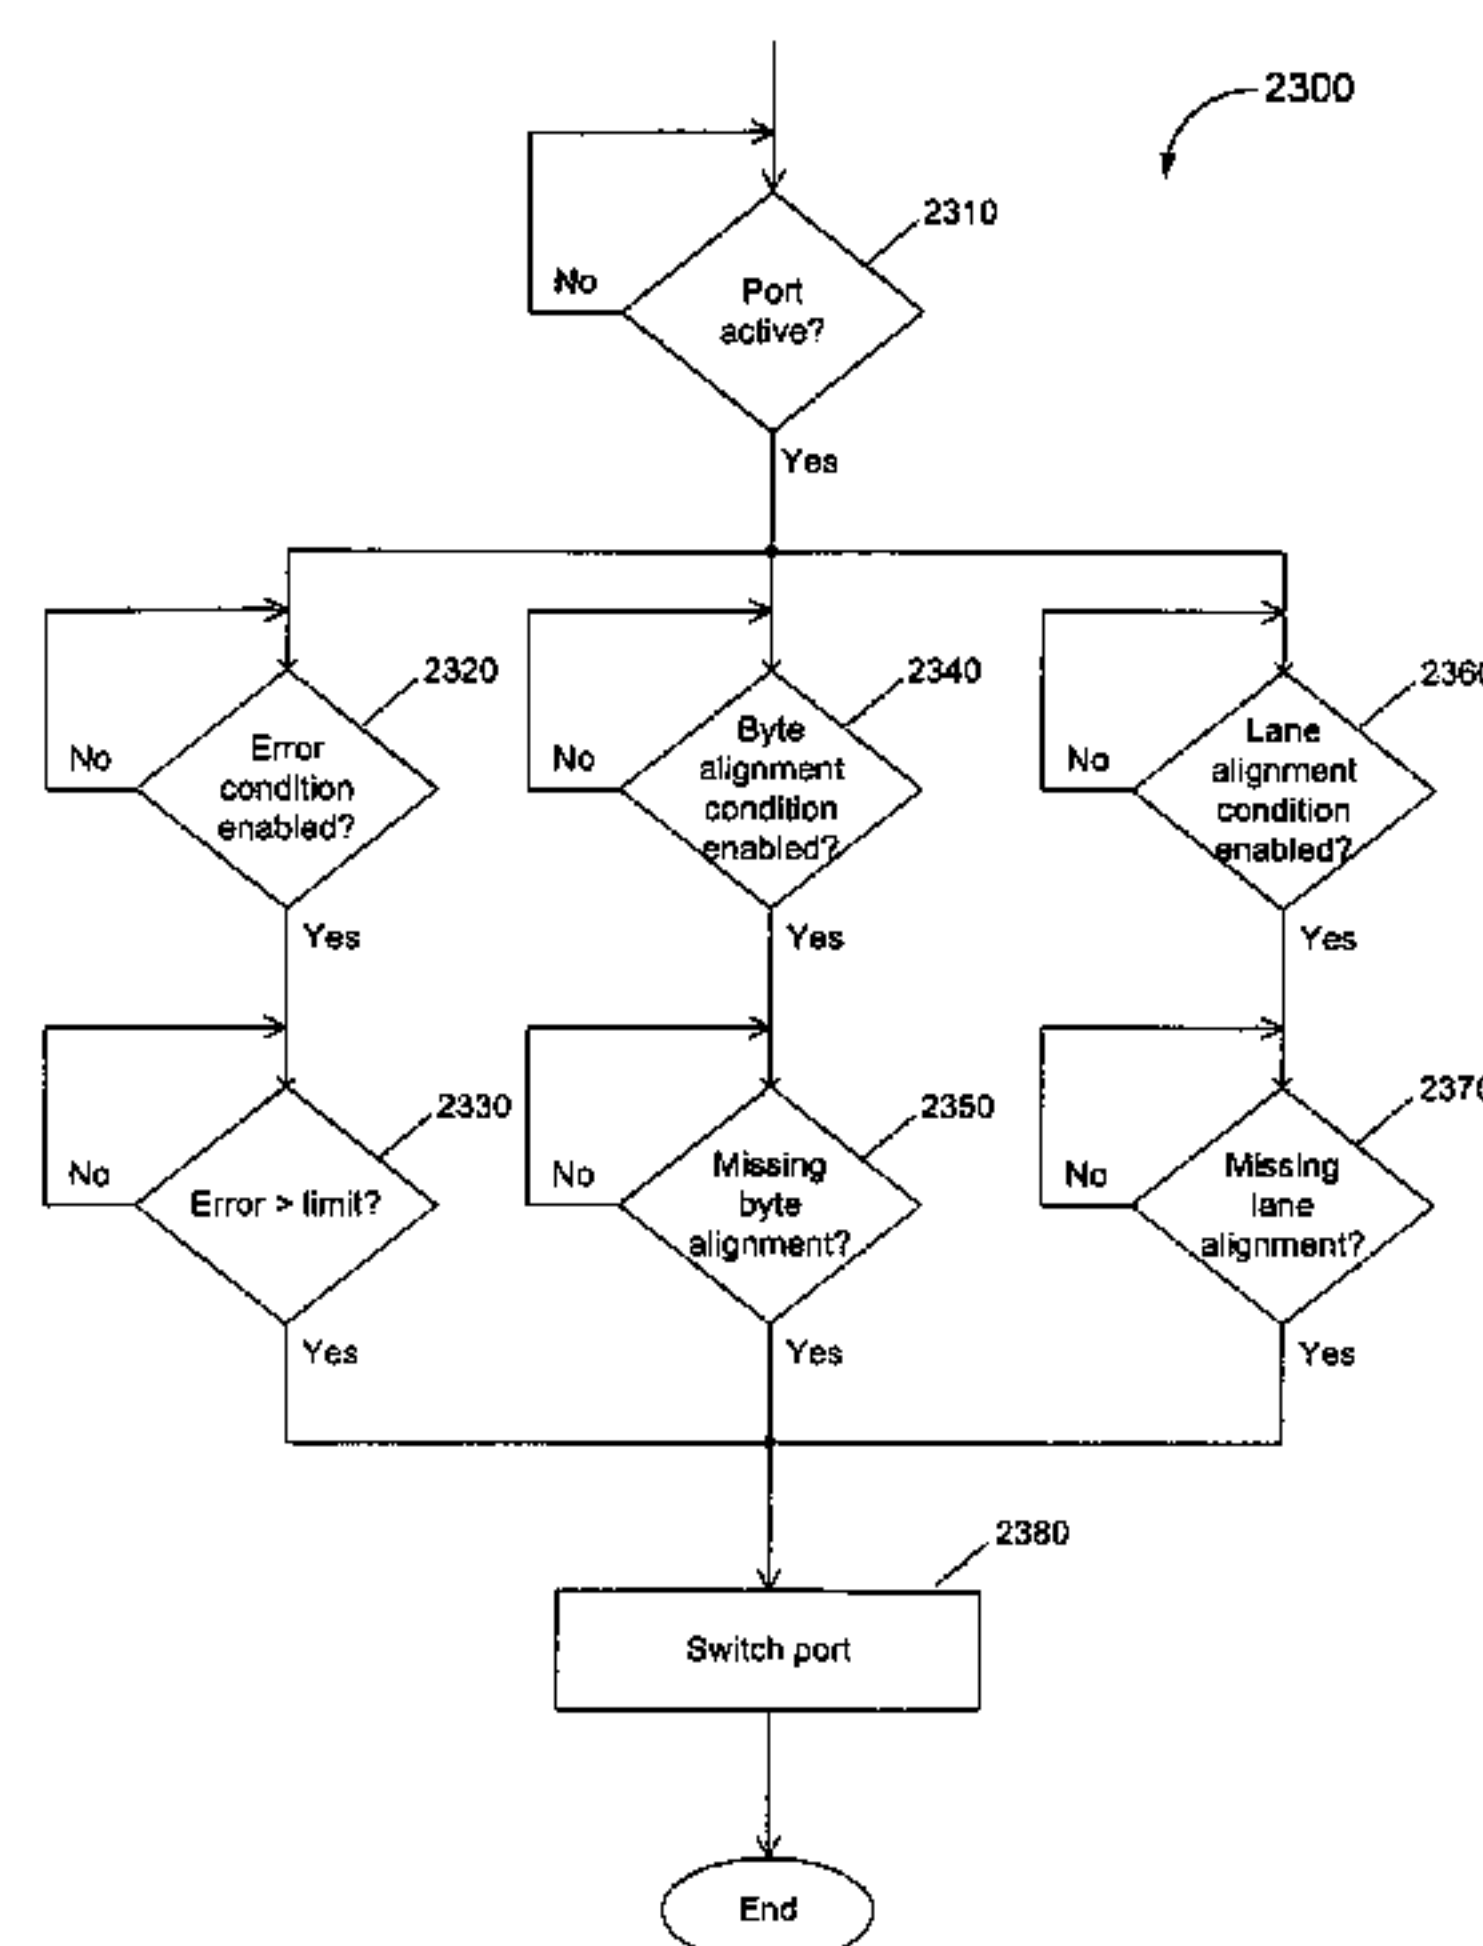 2300
2310
No
Port
active?
Yes
2320
2340
236
No
Error
condition
enabled?
No
Byte
alignment
condition
enabled?
No
Lane
alignment
condition
enabled?
Yes
Yes
Yes
2330
2350
237
No
Error > limit?
No
Missing
byte
alignment?
No
Missing
lane
alignment?
Yes
Yes
Yes
2380
Switch port
End